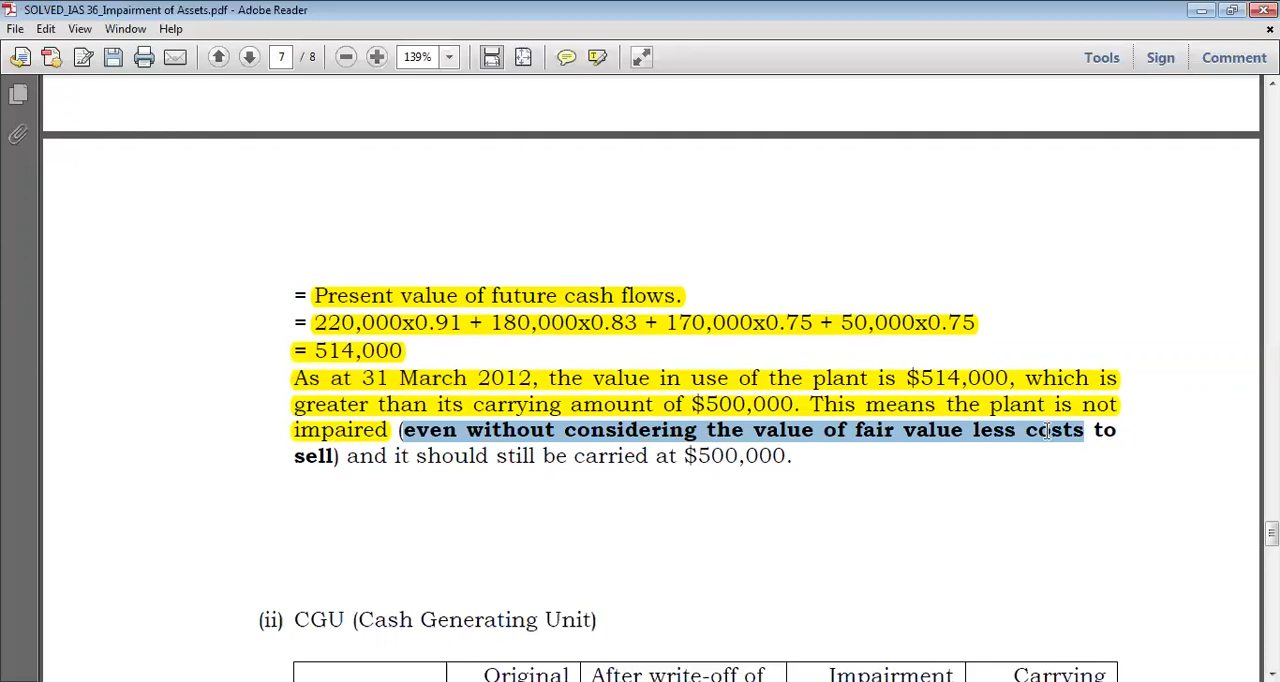 SOLVED_IAS 36_Impairment of Assets.pdf - Adobe Reader
File Edit View Window Help
7 / 8 139% Tools Sign Comment
= Present value of future cash flows.
= 220,000x0.91 + 180,000x0.83 + 170,000x0.75 + 50,000x0.75
= 514,000
As at 31 March 2012, the value in use of the plant is $514,000, which is
greater than its carrying amount of $500,000. This means the plant is not
impaired (even without considering the value of fair value less costs to
sell) and it should still be carried at $500,000.
(ii) CGU (Cash Generating Unit)
Original After write-off of Impairment Carrying